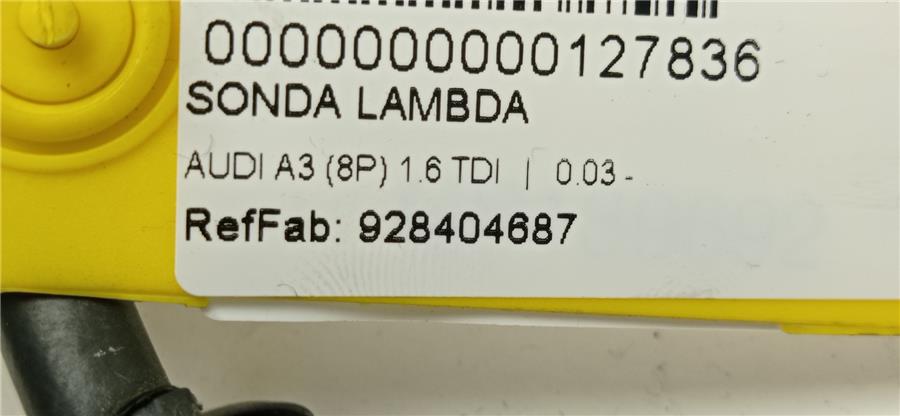 0000000000127836
SONDA LAMBDA
AUDI A3 (8P) 1.6 TDI | 0.03 -
RefFab: 928404687